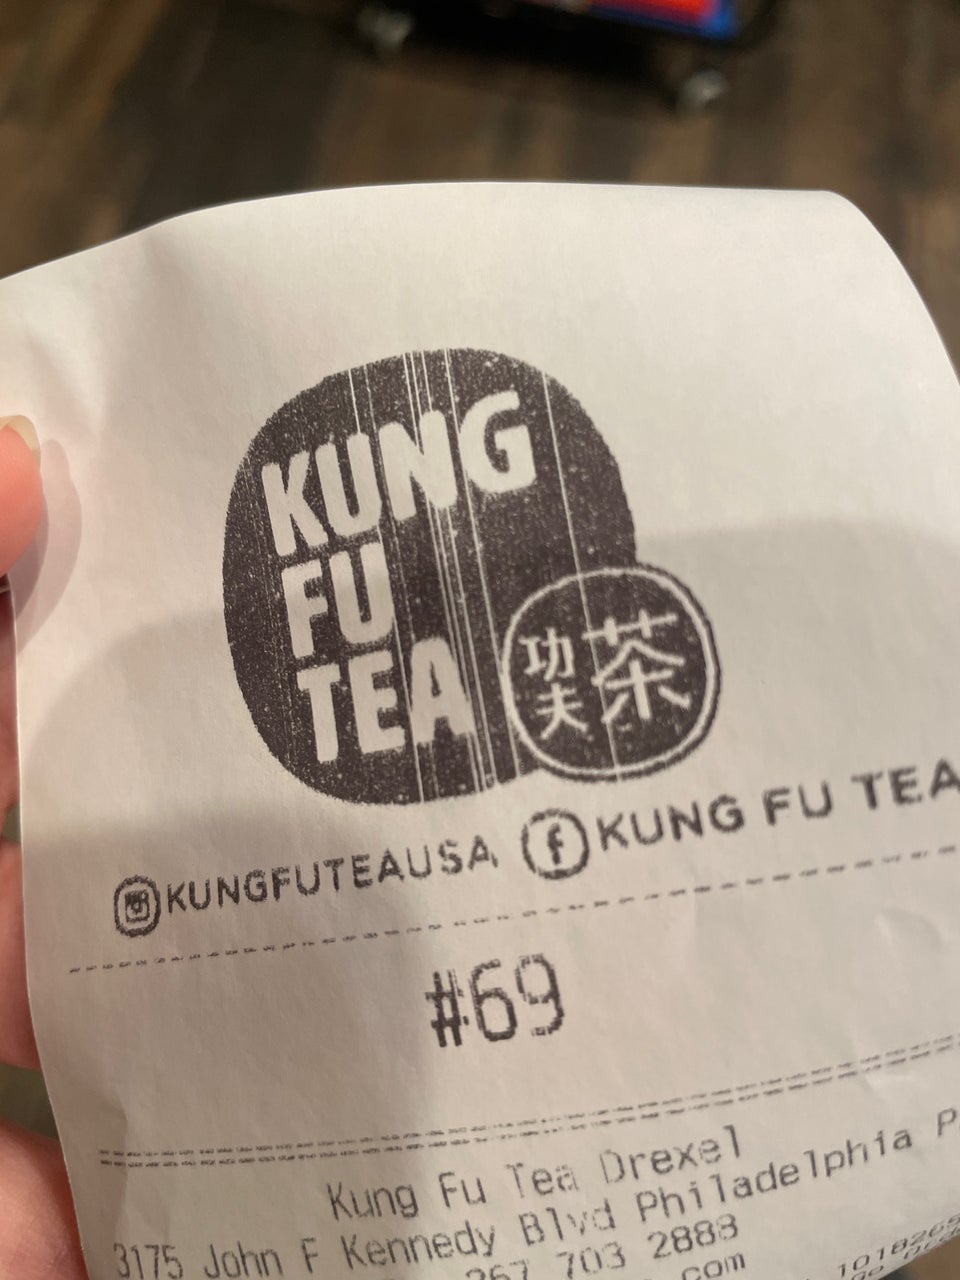 KUNG
FU
TEA
功夫
茶
KUNGFUTEAUSA
f KUNG FU TEA
#69
Kung Fu Tea Drexel
3175 John F Kennedy Blvd Philadelphia P
267 703 2888
com